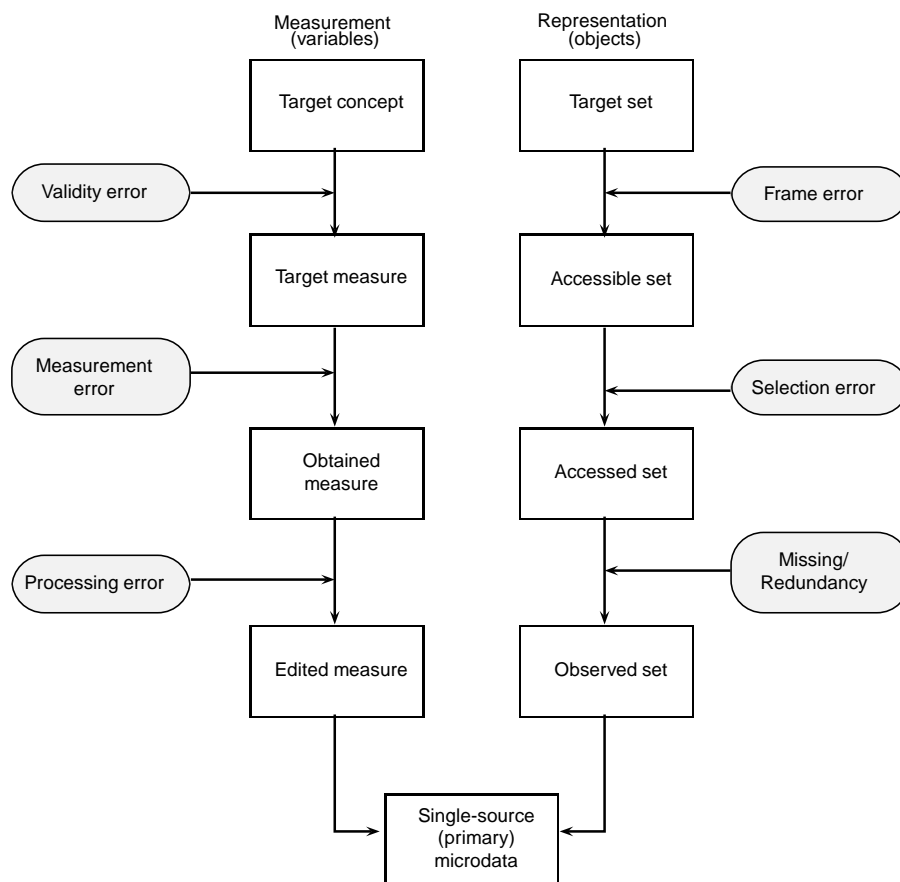 Measurement
(variables)
Representation
(objects)
Target concept
Target set
Validity error
Frame error
Target measure
Accessible set
Measurement
error
Selection error
Obtained
measure
Accessed set
Processing error
Missing/
Redundancy
Edited measure
Observed set
Single-source
(primary)
microdata